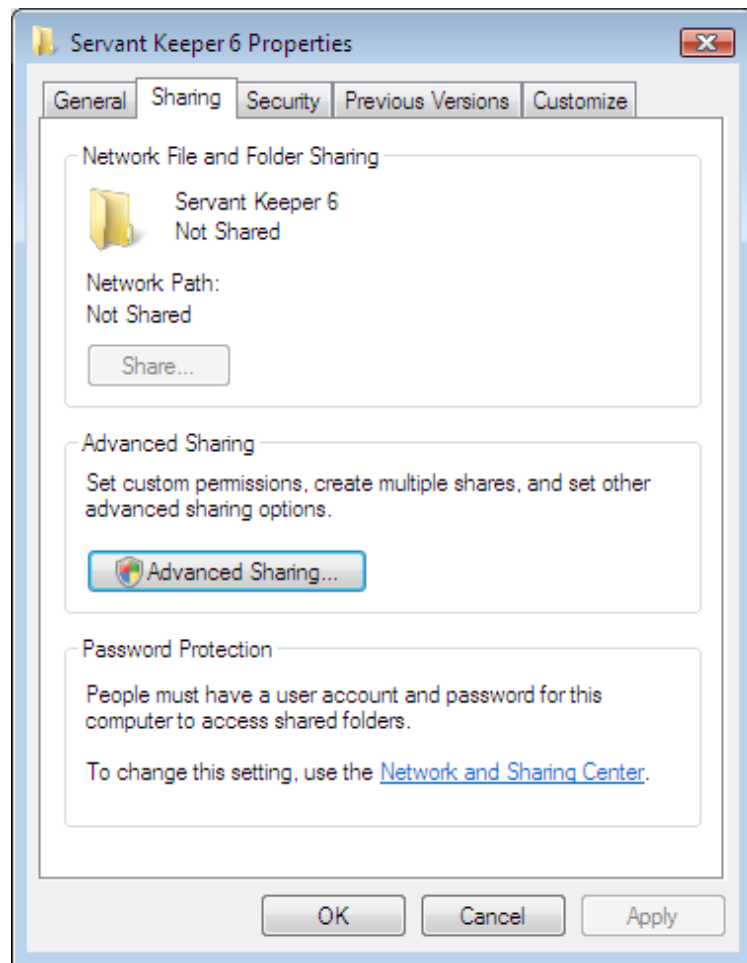 Servant Keeper 6 Properties
General Sharing Security Previous Versions Customize
Network File and Folder Sharing
Servant Keeper 6
Not Shared
Network Path:
Not Shared
Share...
Advanced Sharing
Set custom permissions, create multiple shares, and set other
advanced sharing options.
Advanced Sharing...
Password Protection
People must have a user account and password for this
computer to access shared folders.
To change this setting, use the Network and Sharing Center.
OK Cancel Apply